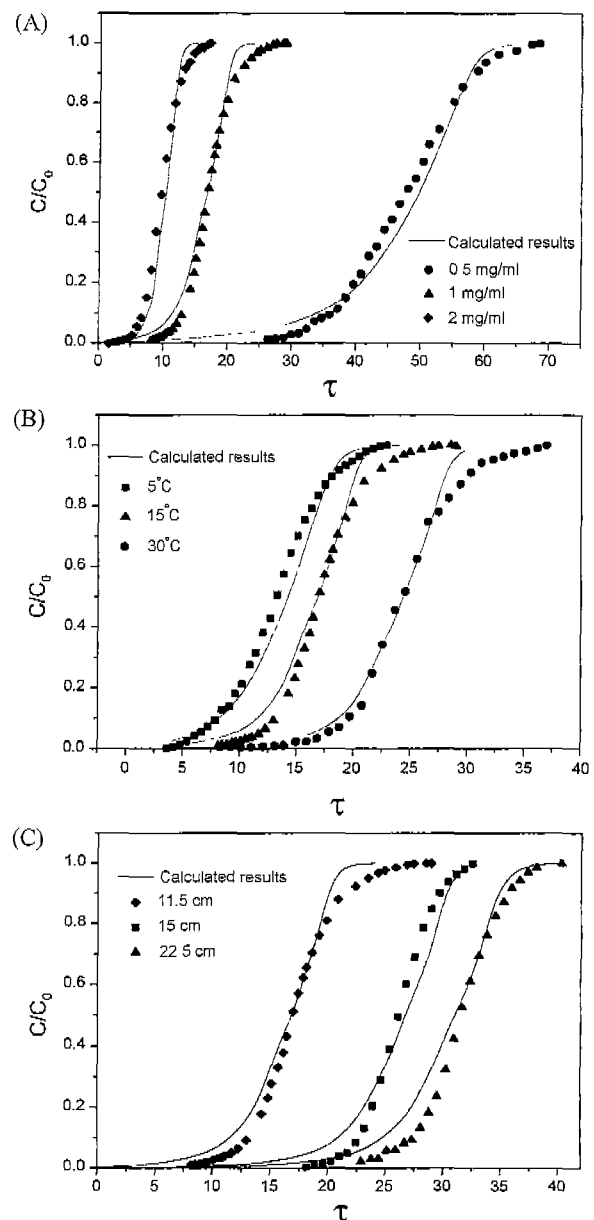 (A)
1.0
0.8
0.6
0.4
0.2
0.0
C/C0
Calculated results
0 5 mg/ml
1 mg/ml
2 mg/ml
0 10 20 30 40 50 60 70
τ
(B)
1.0
0.8
0.6
0.4
0.2
0.0
C/C0
Calculated results
5°C
15°C
30°C
0 5 10 15 20 25 30 35 40
τ
(C)
1.0
0.8
0.6
0.4
0.2
0.0
C/C0
Calculated results
11.5 cm
15 cm
22 5 cm
0 5 10 15 20 25 30 35 40
τ